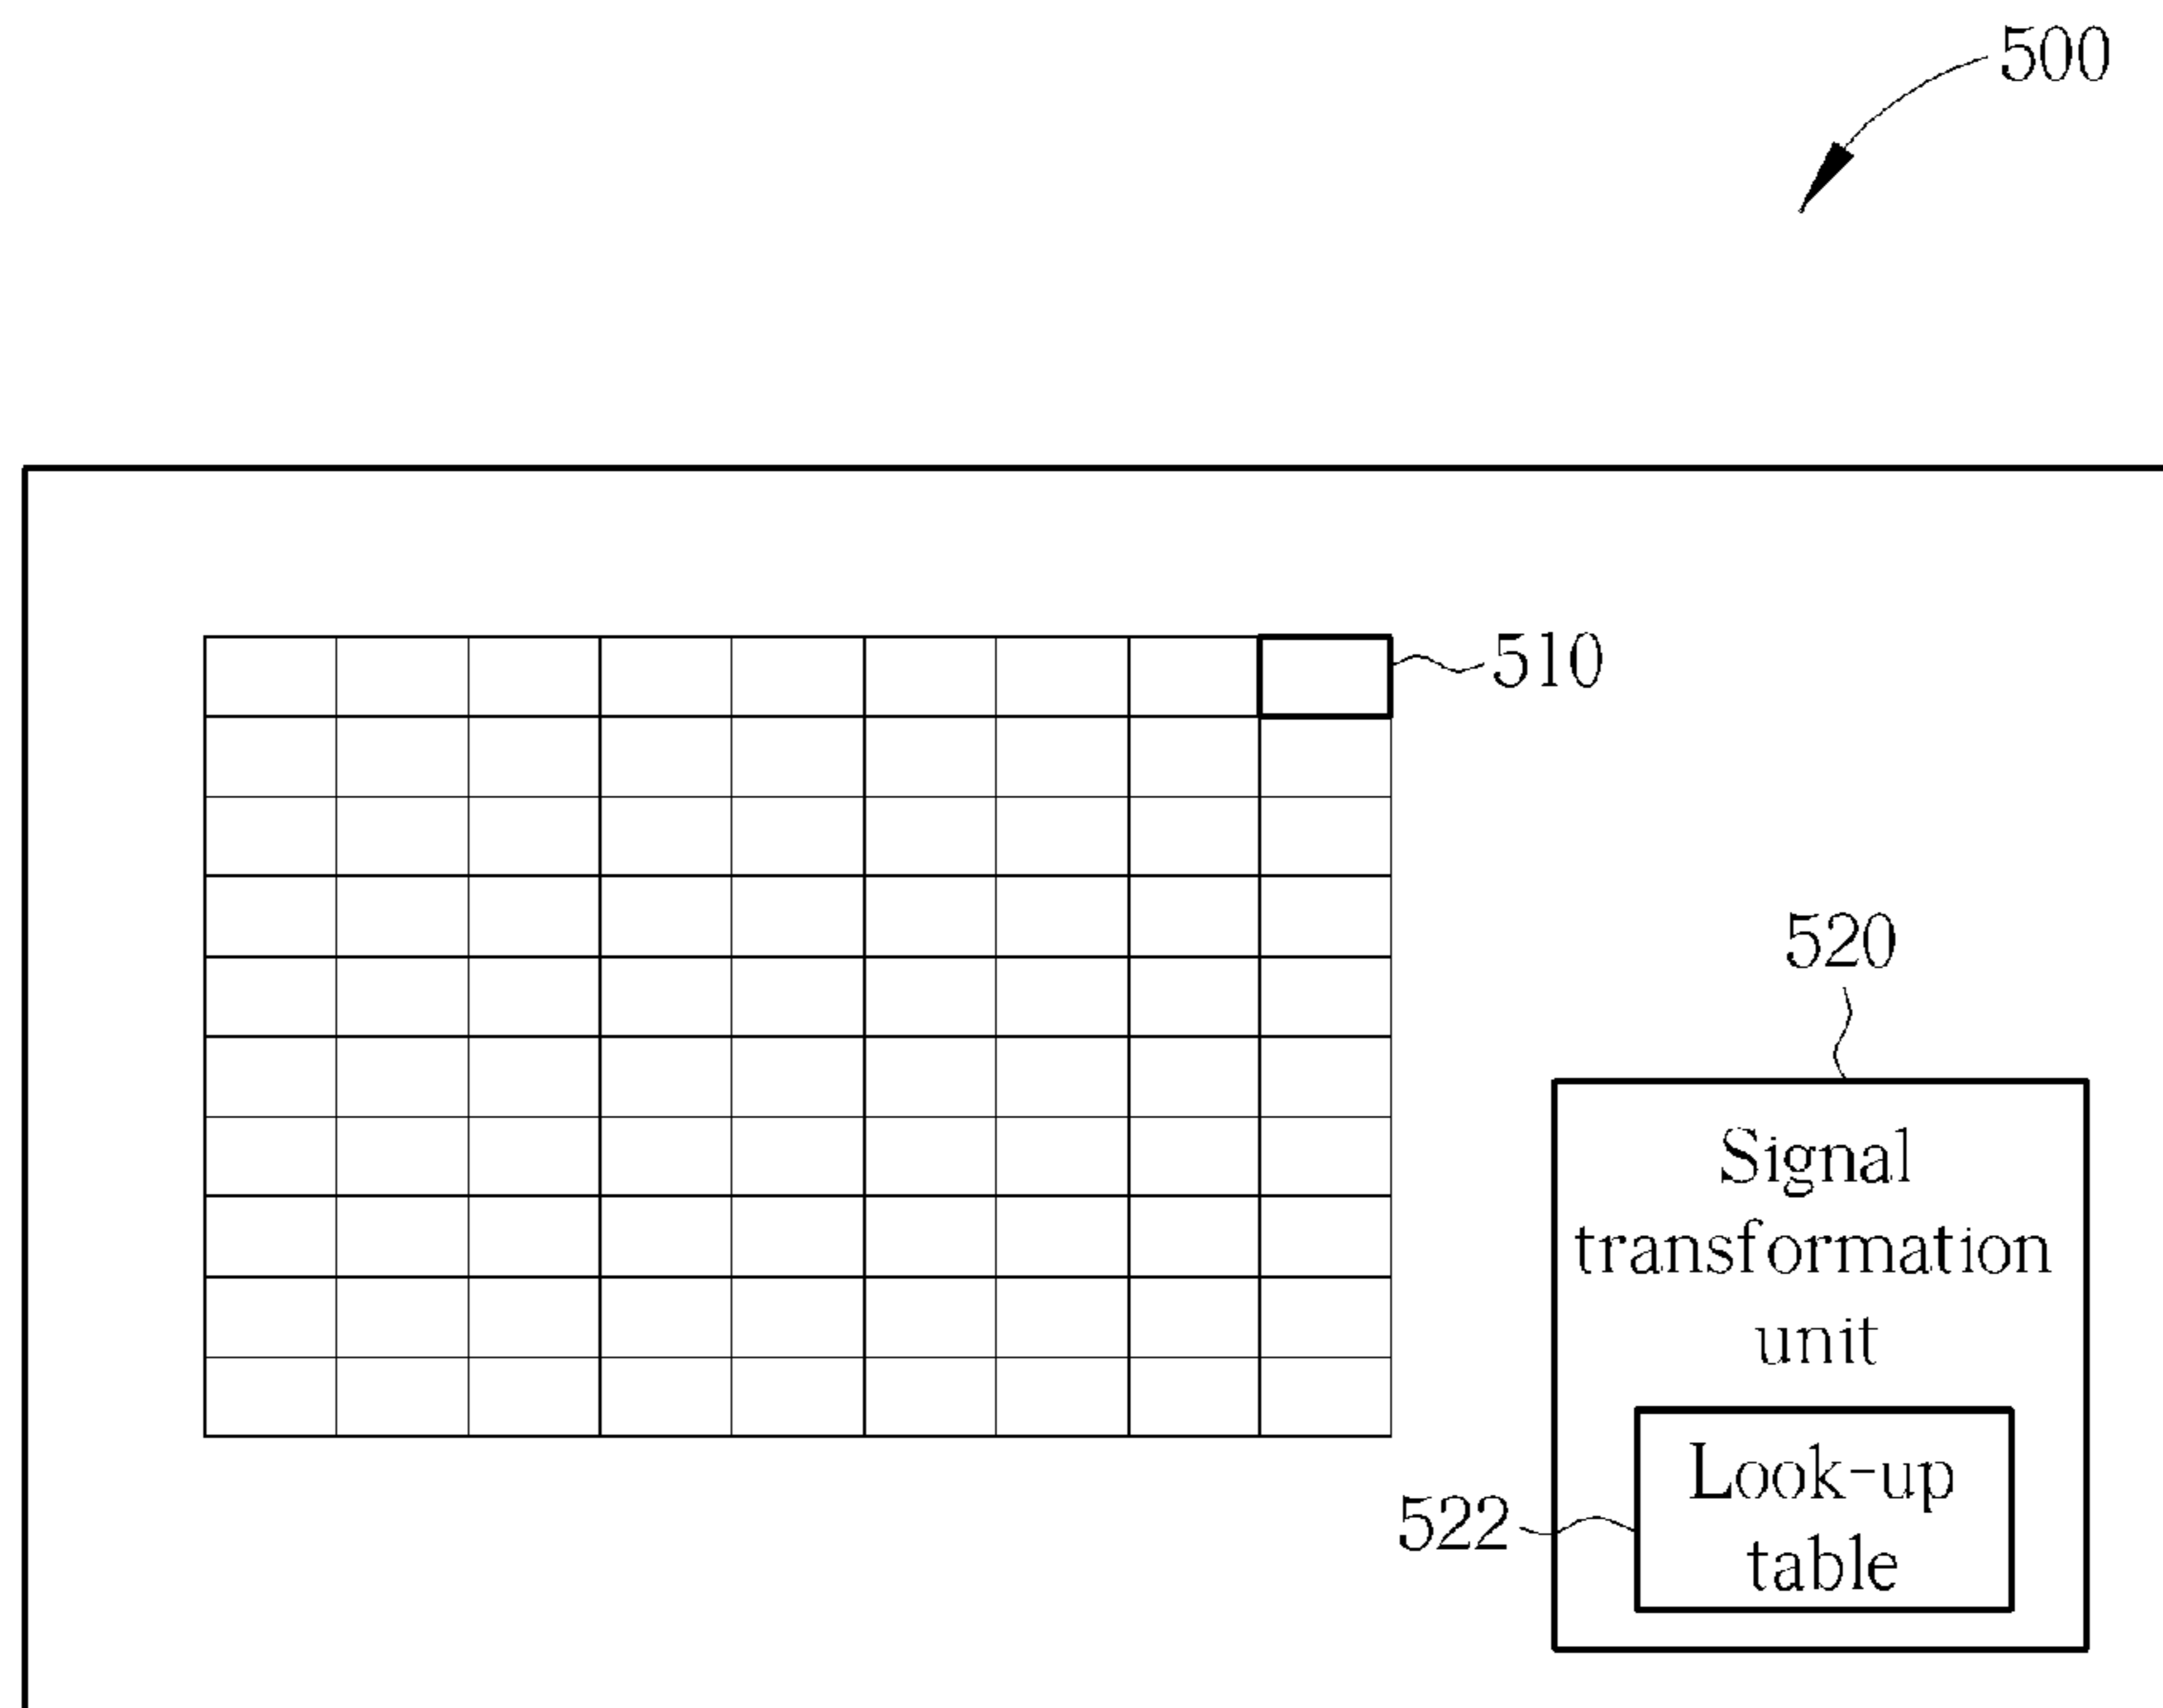 500
510
520
Signal
transformation
unit
Look-up
522
table